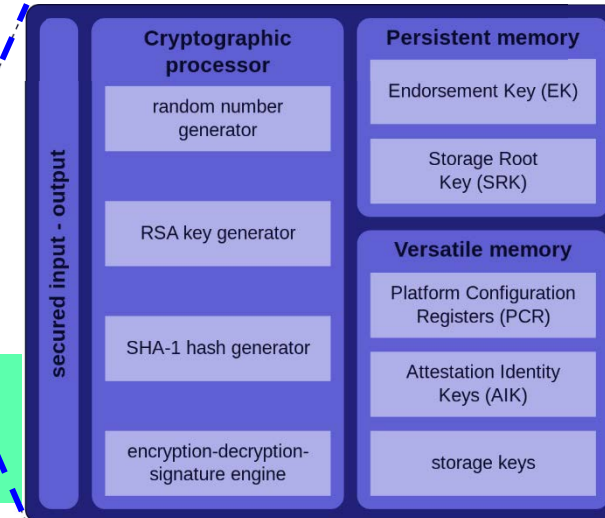 secured input - output
Cryptographic
processor
random number
generator
RSA key generator
SHA-1 hash generator
encryption-decryption-
signature engine
Persistent memory
Endorsement Key (EK)
Storage Root
Key (SRK)
Versatile memory
Platform Configuration
Registers (PCR)
Attestation Identity
Keys (AIK)
storage keys